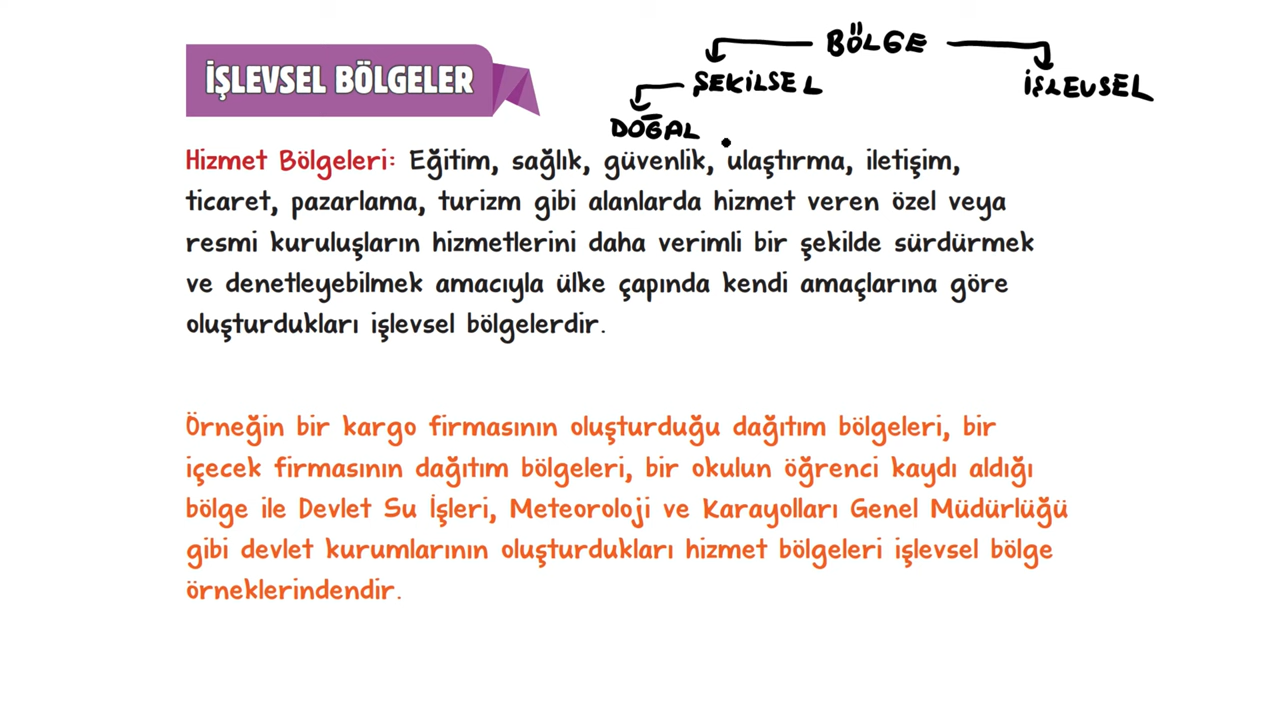 BÖLGE
İŞLEVSEL BÖLGELER
ŞEKİLSEL
İŞLEVSEL
DOĞAL
Hizmet Bölgeleri: Eğitim, sağlık, güvenlik, ulaştırma, iletişim,
ticaret, pazarlama, turizm gibi alanlarda hizmet veren özel veya
resmi kuruluşların hizmetlerini daha verimli bir şekilde sürdürmek
ve denetleyebilmek amacıyla ülke çapında kendi amaçlarına göre
oluşturdukları işlevsel bölgelerdir.
Örneğin bir kargo firmasının oluşturduğu dağıtım bölgeleri, bir
içecek firmasının dağıtım bölgeleri, bir okulun öğrenci kaydı aldığı
bölge ile Devlet Su İşleri, Meteoroloji ve Karayolları Genel Müdürlüğü
gibi devlet kurumlarının oluşturdukları hizmet bölgeleri işlevsel bölge
örneklerindendir.